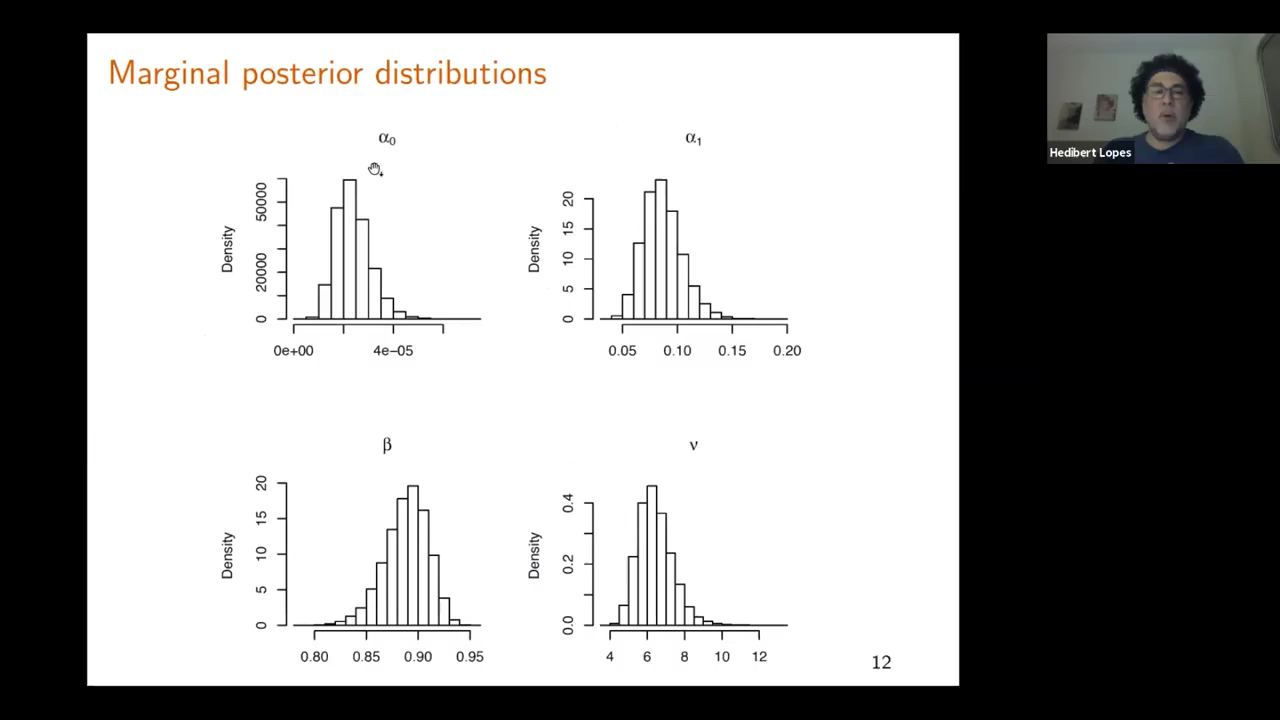 Marginal posterior distributions
Hedibert Lopes
α0
α1
Density
0 20000 50000
0e+00 4e−05
Density
0 5 10 15 20
0.05 0.10 0.15 0.20
β
ν
Density
0 5 10 15 20
0.80 0.85 0.90 0.95
Density
0.0 0.2 0.4
4 6 8 10 12
12